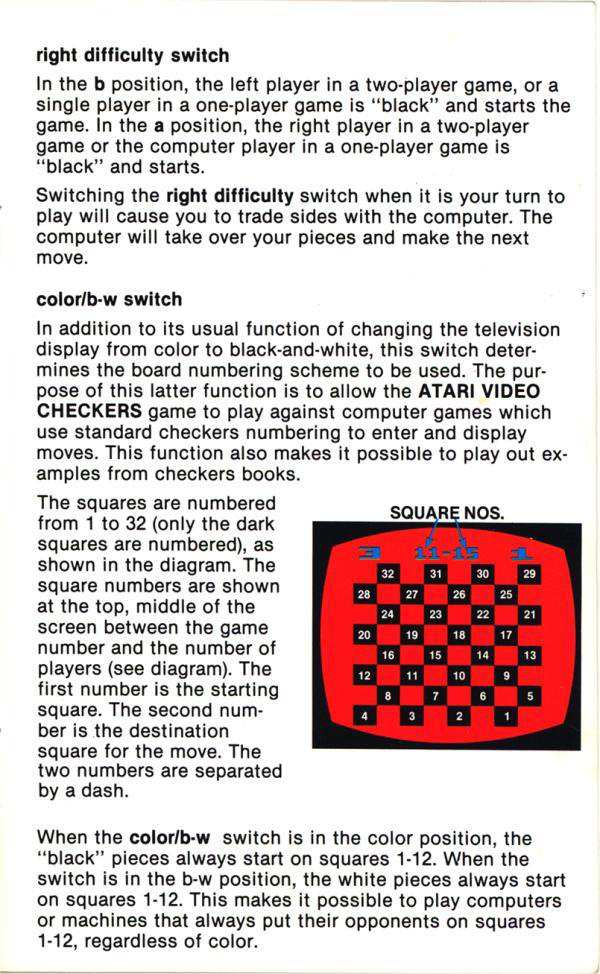 right difficulty switch
In the b position, the left player in a two-player game, or a
single player in a one-player game is “black” and starts the
game. In the a position, the right player in a two-player
game or the computer player in a one-player game is
“black” and starts.
Switching the right difficulty switch when it is your turn to
play will cause you to trade sides with the computer. The
computer will take over your pieces and make the next
move.
color/b-w switch
In addition to its usual function of changing the television
display from color to black-and-white, this switch deter-
mines the board numbering scheme to be used. The pur-
pose of this latter function is to allow the ATARI VIDEO
CHECKERS game to play against computer games which
use standard checkers numbering to enter and display
moves. This function also makes it possible to play out ex-
amples from checkers books.
The squares are numbered
from 1 to 32 (only the dark
squares are numbered), as
shown in the diagram. The
square numbers are shown
at the top, middle of the
screen between the game
number and the number of
players (see diagram). The
first number is the starting
square. The second num-
ber is the destination
square for the move. The
two numbers are separated
by a dash.
SQUARE NOS.
3 11-15 1
32 31 30 29
28 27 26 25
24 23 22 21
20 19 18 17
16 15 14 13
12 11 10 9
8 7 6 5
4 3 2 1
When the color/b-w switch is in the color position, the
“black” pieces always start on squares 1-12. When the
switch is in the b-w position, the white pieces always start
on squares 1-12. This makes it possible to play computers
or machines that always put their opponents on squares
1-12, regardless of color.